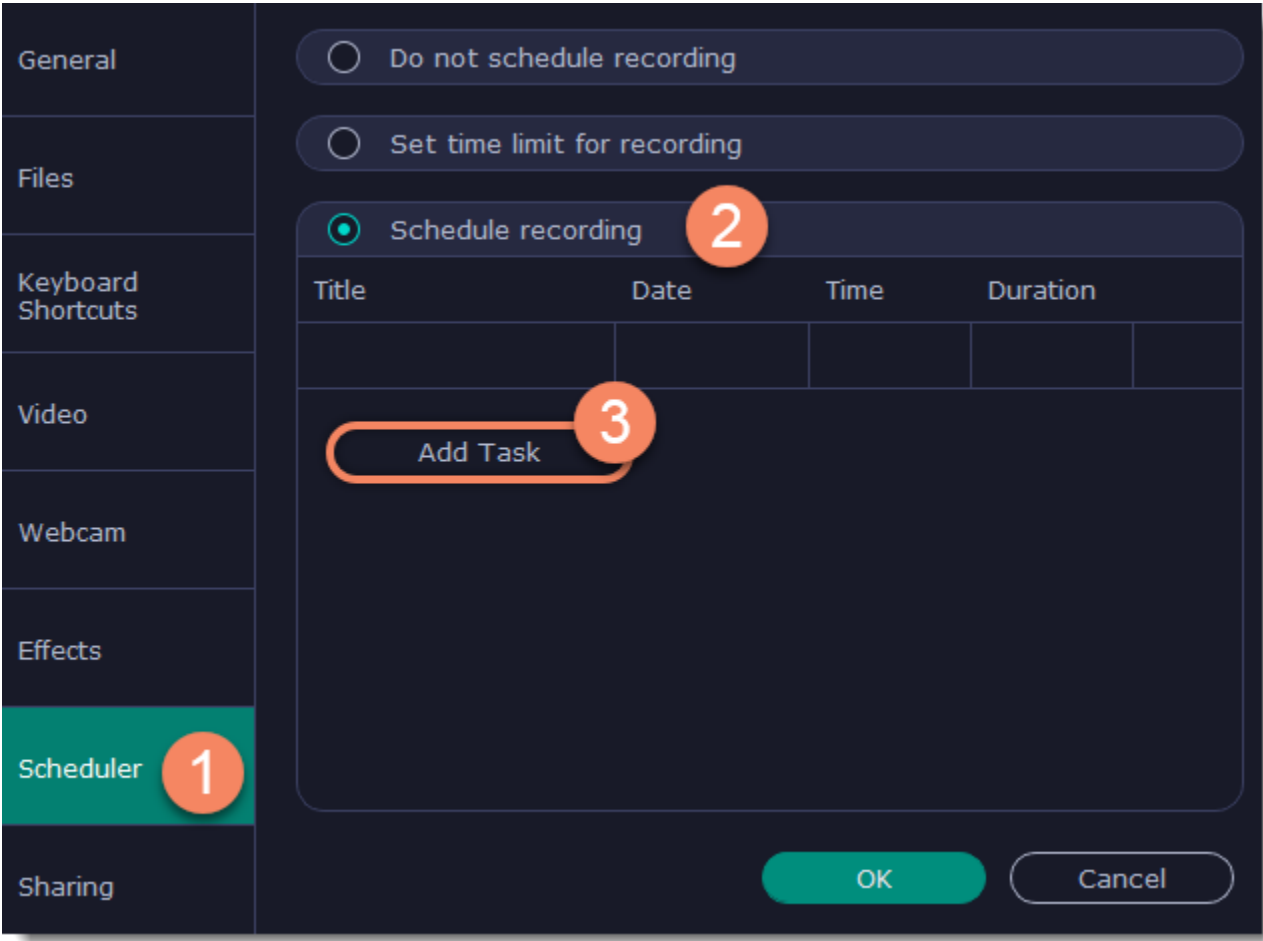 General
Files
Keyboard
Shortcuts
Video
Webcam
Effects
Scheduler 1
Sharing
Do not schedule recording
Set time limit for recording
Schedule recording 2
Title Date Time Duration
3
Add Task
OK Cancel